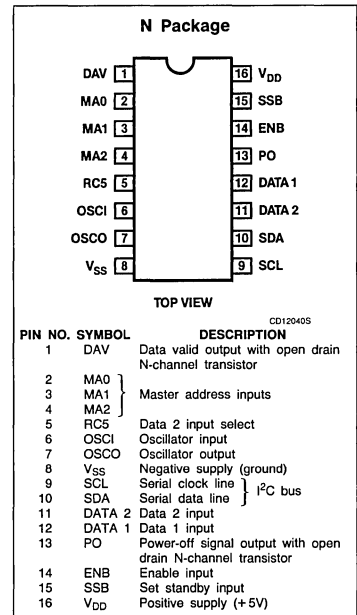 N Package
DAV 1 16 VDD
MA0 2 15 SSB
MA1 3 14 ENB
MA2 4 13 PO
RC5 5 12 DATA 1
OSCI 6 11 DATA 2
OSCO 7 10 SDA
VSS 8 9 SCL
TOP VIEW
CD12040S
PIN NO. SYMBOL DESCRIPTION
1 DAV Data valid output with open drain
N-channel transistor
2 MA0
3 MA1 Master address inputs
4 MA2
5 RC5 Data 2 input select
6 OSCI Oscillator input
7 OSCO Oscillator output
8 VSS Negative supply (ground)
9 SCL Serial clock line
10 SDA Serial data line I²C bus
11 DATA 2 Data 2 input
12 DATA 1 Data 1 input
13 PO Power-off signal output with open
drain N-channel transistor
14 ENB Enable input
15 SSB Set standby input
16 VDD Positive supply (+5V)